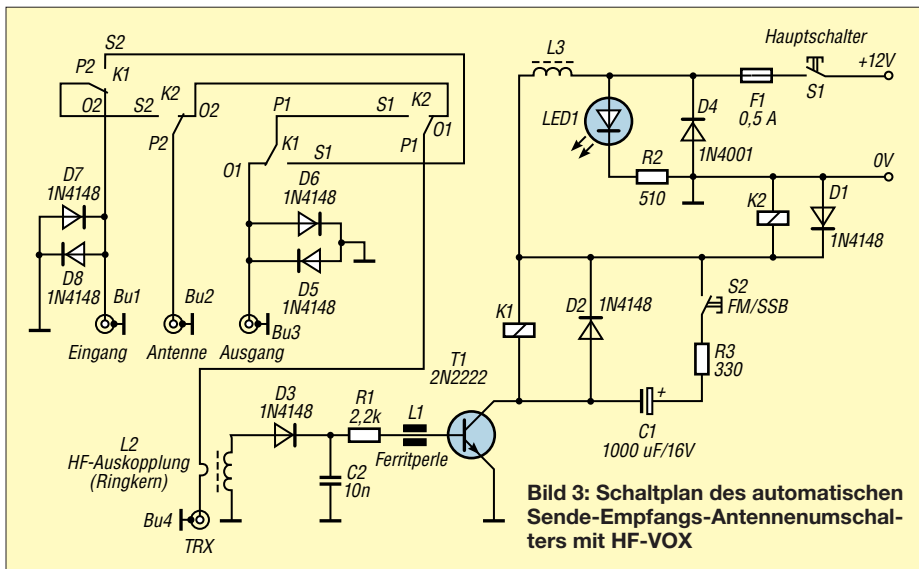 S2
P2
K1
O2
S2
K2
O2
P2
P1
S1
K2
P1
O1
K1
S1
O1
D7
1N4148
D8
1N4148
D6
1N4148
D5
1N4148
Bu1
Bu2
Bu3
Eingang
Antenne
Ausgang
L3
Hauptschalter
+12V
S1
F1
0,5 A
LED1
D4
1N4001
R2
510
0V
K2
D1
1N4148
K1
D2
1N4148
S2
FM/SSB
R3
330
+
C1
1000 uF/16V
T1
2N2222
D3
1N4148
R1
2,2k
L1
Ferritperle
C2
10n
L2
HF-Auskopplung
(Ringkern)
Bu4
TRX
Bild 3: Schaltplan des automatischen
Sende-Empfangs-Antennenumschal-
ters mit HF-VOX